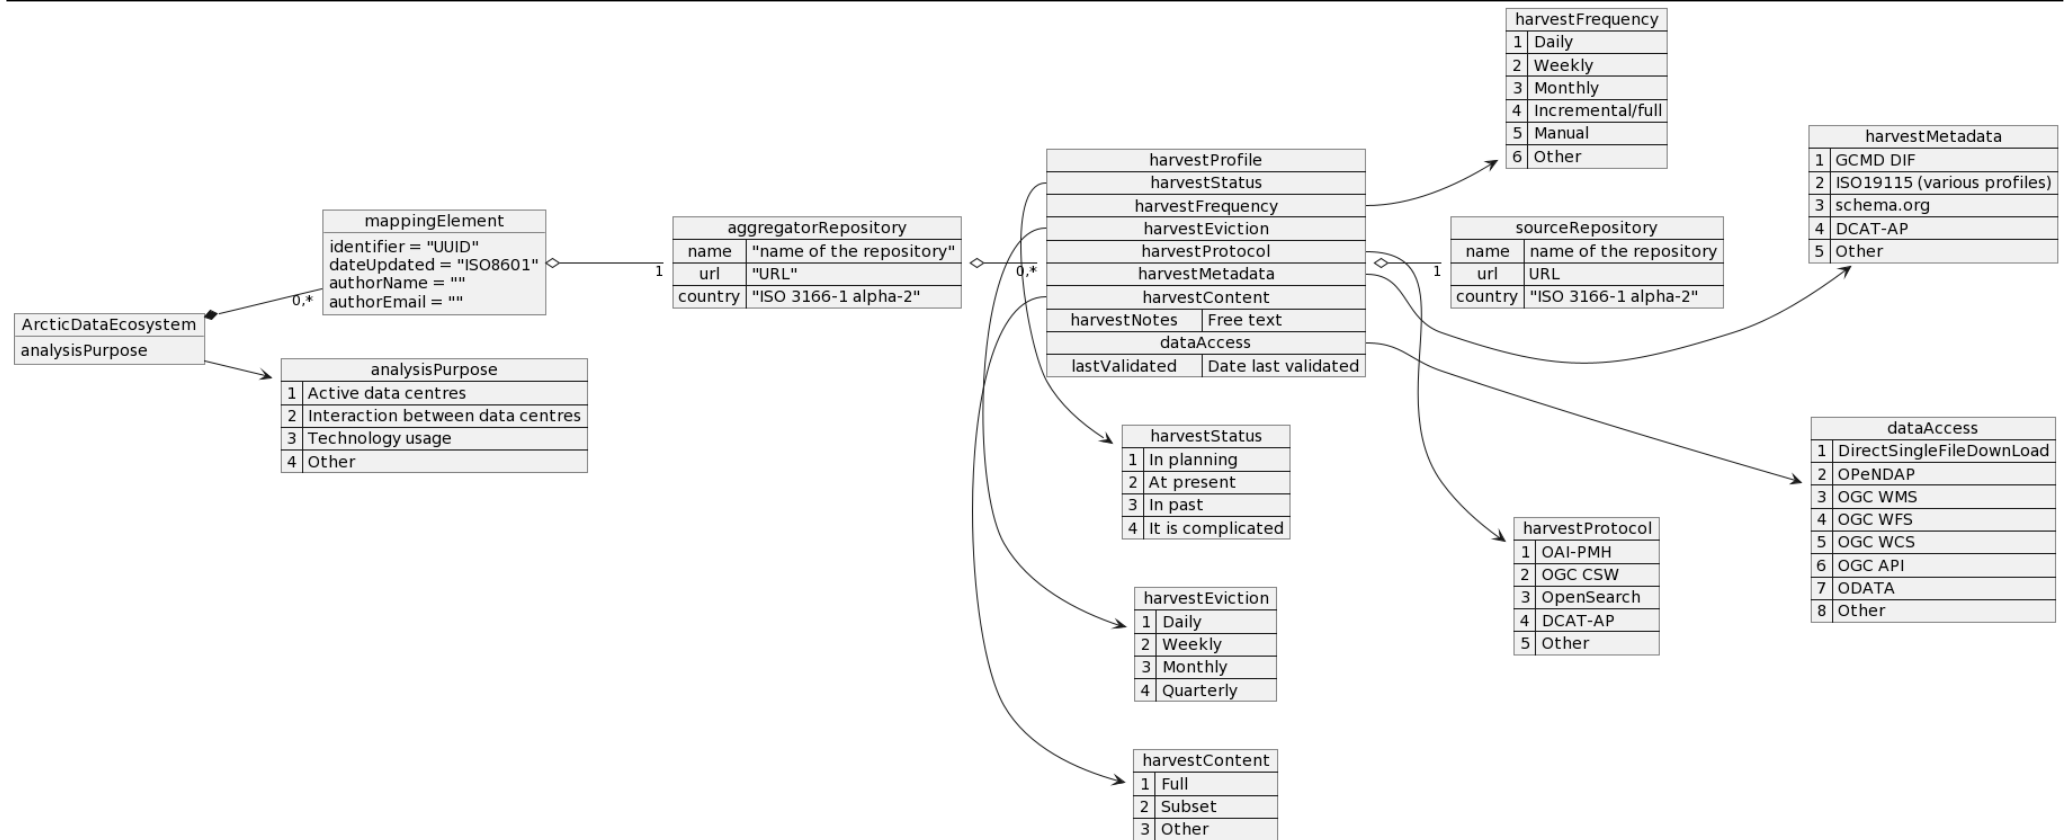 ArcticDataEcosystem
analysisPurpose
0,*
mappingElement
identifier = "UUID"
dateUpdated = "ISO8601"
authorName = ""
authorEmail = ""
analysisPurpose
1 Active data centres
2 Interaction between data centres
3 Technology usage
4 Other
1
aggregatorRepository
name "name of the repository"
url "URL"
country "ISO 3166-1 alpha-2"
0,*
harvestProfile
harvestStatus
harvestFrequency
harvestEviction
harvestProtocol
harvestMetadata
harvestContent
harvestNotes Free text
dataAccess
lastValidated Date last validated
harvestStatus
1 In planning
2 At present
3 In past
4 It is complicated
harvestEviction
1 Daily
2 Weekly
3 Monthly
4 Quarterly
harvestContent
1 Full
2 Subset
3 Other
harvestFrequency
1 Daily
2 Weekly
3 Monthly
4 Incremental/full
5 Manual
6 Other
1
sourceRepository
name name of the repository
url URL
country "ISO 3166-1 alpha-2"
harvestProtocol
1 OAI-PMH
2 OGC CSW
3 OpenSearch
4 DCAT-AP
5 Other
harvestMetadata
1 GCMD DIF
2 ISO19115 (various profiles)
3 schema.org
4 DCAT-AP
5 Other
dataAccess
1 DirectSingleFileDownLoad
2 OPeNDAP
3 OGC WMS
4 OGC WFS
5 OGC WCS
6 OGC API
7 ODATA
8 Other